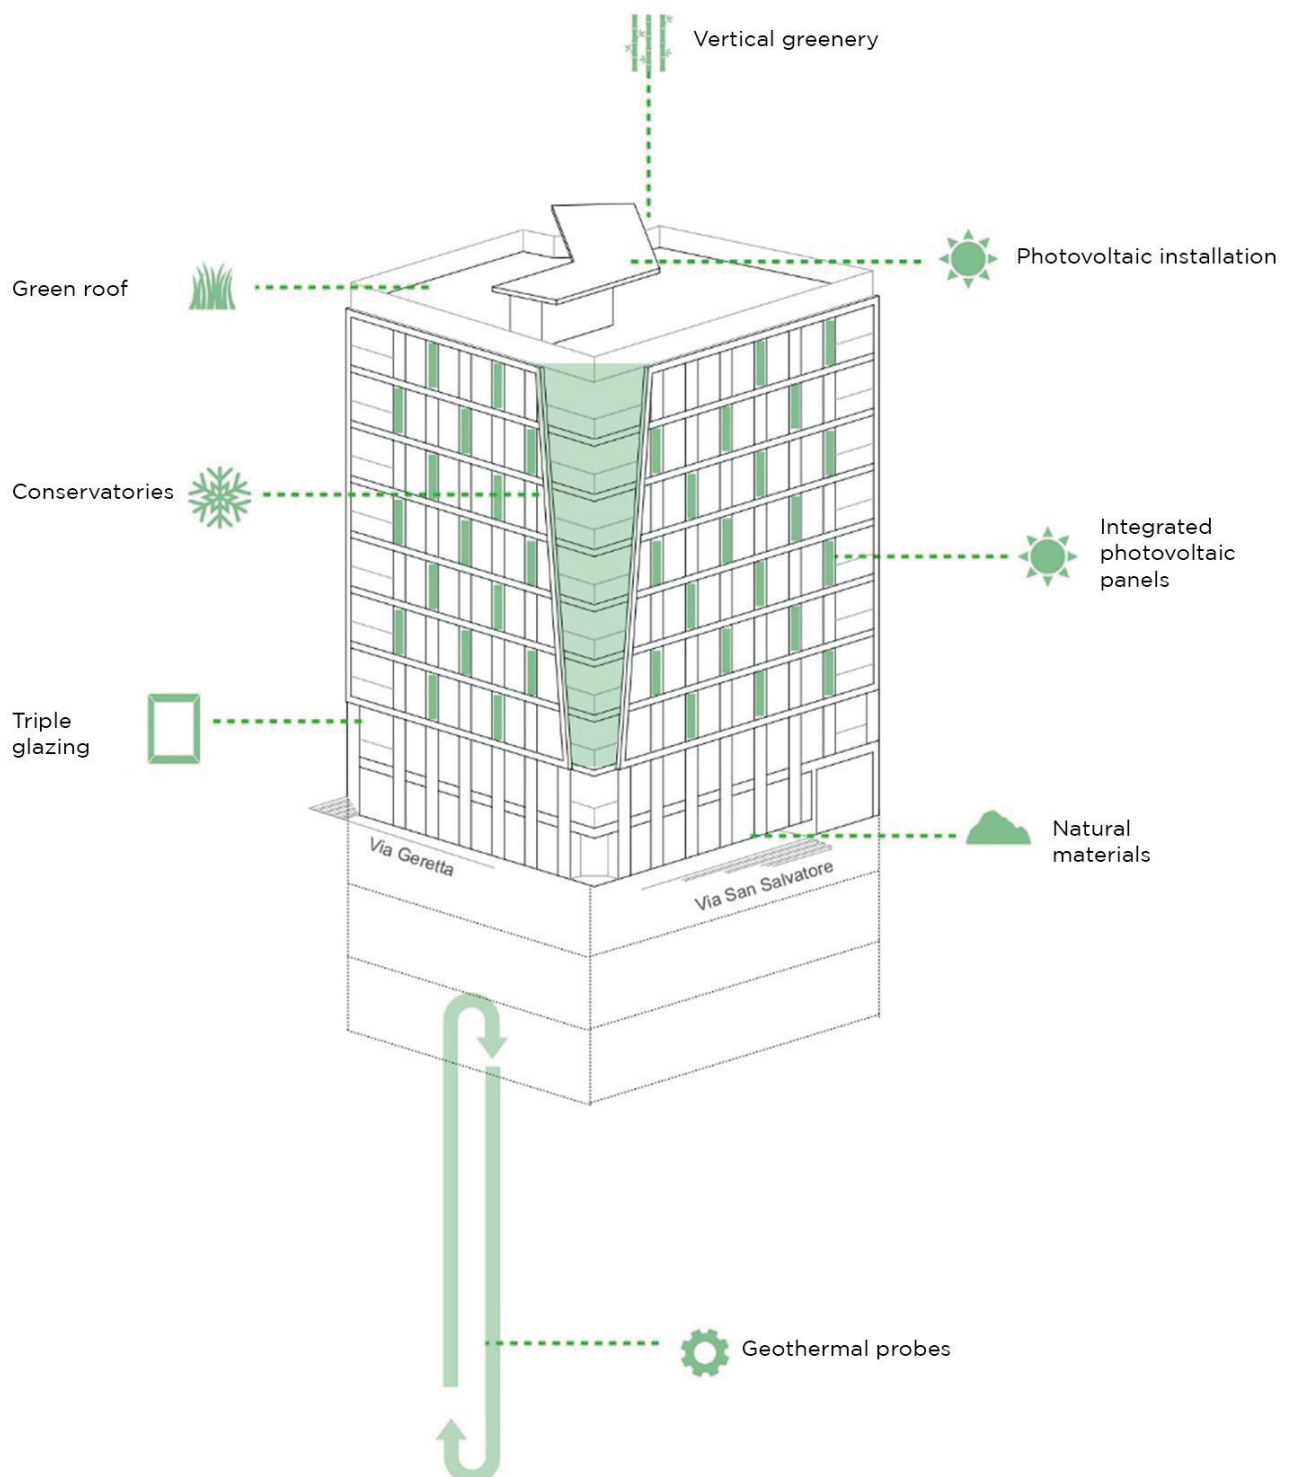 Vertical greenery
Photovoltaic installation
Green roof
Conservatories
Integrated
photovoltaic
panels
Triple
glazing
Natural
materials
Via Geretta
Via San Salvatore
Geothermal probes